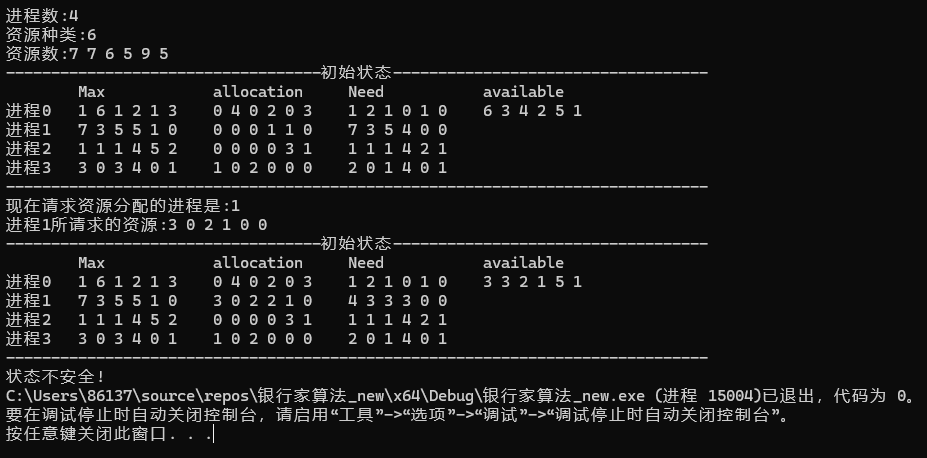 进程数:4
资源种类:6
资源数:7 7 6 5 9 5
-----------------------------------初始状态-----------------------------------
Max allocation Need available
进程0 1 6 1 2 1 3 0 4 0 2 0 3 1 2 1 0 1 0 6 3 4 2 5 1
进程1 7 3 5 5 1 0 0 0 0 1 1 0 7 3 5 4 0 0
进程2 1 1 1 4 5 2 0 0 0 0 3 1 1 1 1 4 2 1
进程3 3 0 3 4 0 1 1 0 2 0 0 0 2 0 1 4 0 1
------------------------------------------------------------------------------
现在请求资源分配的进程是:1
进程1所请求的资源:3 0 2 1 0 0
-----------------------------------初始状态-----------------------------------
Max allocation Need available
进程0 1 6 1 2 1 3 0 4 0 2 0 3 1 2 1 0 1 0 3 3 2 1 5 1
进程1 7 3 5 5 1 0 3 0 2 2 1 0 4 3 3 3 0 0
进程2 1 1 1 4 5 2 0 0 0 0 3 1 1 1 1 4 2 1
进程3 3 0 3 4 0 1 1 0 2 0 0 0 2 0 1 4 0 1
------------------------------------------------------------------------------
状态不安全!
C:\Users\86137\source\repos\银行家算法_new\x64\Debug\银行家算法_new.exe (进程 15004)已退出，代码为 0。
要在调试停止时自动关闭控制台，请启用“工具”->“选项”->“调试”->“调试停止时自动关闭控制台”。
按任意键关闭此窗口. . .